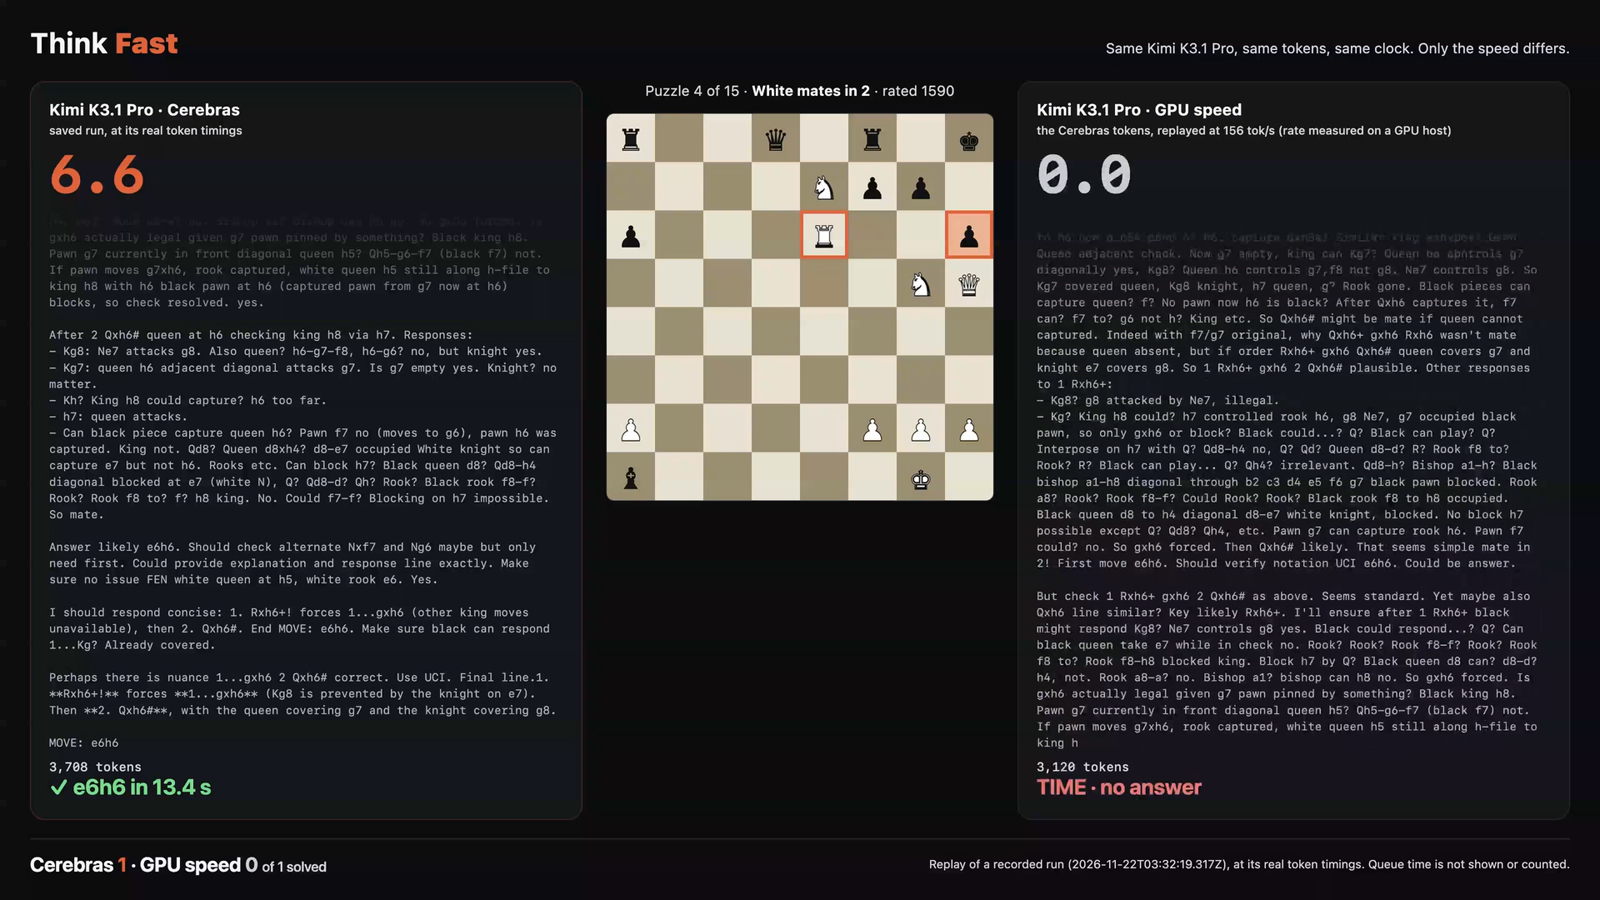 Think Fast
Same Kimi K3.1 Pro, same tokens, same clock. Only the speed differs.
Kimi K3.1 Pro · Cerebras
saved run, at its real token timings
6.6
gxh6 actually legal given g7 pawn pinned by something? Black king h8.
Pawn g7 currently in front diagonal queen h5? Qh5-g6-f7 (black f7) not.
If pawn moves g7xh6, rook captured, white queen h5 still along h-file to
king h8 with h6 black pawn at h6 (captured pawn from g7 now at h6)
blocks, so check resolved. yes.
After 2 Qxh6# queen at h6 checking king h8 via h7. Responses:
– Kg8: Ne7 attacks g8. Also queen? h6-g7-f8, h6-g6? no, but knight yes.
– Kg7: queen h6 adjacent diagonal attacks g7. Is g7 empty yes. Knight? no
matter.
– Kh? King h8 could capture? h6 too far.
– h7: queen attacks.
– Can black piece capture queen h6? Pawn f7 no (moves to g6), pawn h6 was
captured. King not. Qd8? Queen d8xh4? d8-e7 occupied White knight so can
capture e7 but not h6. Rooks etc. Can block h7? Black queen d8? Qd8-h4
diagonal blocked at e7 (white N), Q? Qd8-d? Qh? Rook? Black rook f8-f?
Rook? Rook f8 to f? h8 king. No. Could f7-f? Blocking on h7 impossible.
So mate.
Answer likely e6h6. Should check alternate Nxf7 and Ng6 maybe but only
need first. Could provide explanation and response line exactly. Make
sure no issue FEN white queen at h5, white rook e6. Yes.
I should respond concise: 1. Rxh6+! forces 1...gxh6 (other king moves
unavailable), then 2. Qxh6#. End MOVE: e6h6. Make sure black can respond
1...Kg? Already covered.
Perhaps there is nuance 1...gxh6 2 Qxh6# correct. Use UCI. Final line.1.
**Rxh6+!** forces **1...gxh6** (Kg8 is prevented by the knight on e7).
Then **2. Qxh6#**, with the queen covering g7 and the knight covering g8.
MOVE: e6h6
3,708 tokens
✓ e6h6 in 13.4 s
Puzzle 4 of 15 · White mates in 2 · rated 1590
Kimi K3.1 Pro · GPU speed
the Cerebras tokens, replayed at 156 tok/s (rate measured on a GPU host)
0.0
Queen adjacent check. Now g7 empty, king can Kg7? Queen h6 controls g7
diagonally yes, Kg8? Queen h6 controls g7,f8 not g8. Ne7 controls g8. So
Kg7 covered queen, Kg8 knight, h7 queen, g? Rook gone. Black pieces can
capture queen? f? No pawn now h6 is black? After Qxh6 captures it, f7
can? f7 to? g6 not h? King etc. So Qxh6# might be mate if queen cannot
captured. Indeed with f7/g7 original, why Qxh6+ gxh6 Rxh6 wasn't mate
because queen absent, but if order Rxh6+ gxh6 Qxh6# queen covers g7 and
knight e7 covers g8. So 1 Rxh6+ gxh6 2 Qxh6# plausible. Other responses
to 1 Rxh6+:
– Kg8? g8 attacked by Ne7, illegal.
– Kg? King h8 could? h7 controlled rook h6, g8 Ne7, g7 occupied black
pawn, so only gxh6 or block? Black could...? Q? Black can play? Q?
Interpose on h7 with Q? Qd8-h4 no, Q? Qd? Queen d8-d? R? Rook f8 to?
Rook? R? Black can play... Q? Qh4? irrelevant. Qd8-h? Bishop a1-h? Black
bishop a1-h8 diagonal through b2 c3 d4 e5 f6 g7 black pawn blocked. Rook
a8? Rook? Rook f8-f? Could Rook? Rook? Black rook f8 to h8 occupied.
Black queen d8 to h4 diagonal d8-e7 white knight, blocked. No block h7
possible except Q? Qd8? Qh4, etc. Pawn g7 can capture rook h6. Pawn f7
could? no. So gxh6 forced. Then Qxh6# likely. That seems simple mate in
2! First move e6h6. Should verify notation UCI e6h6. Could be answer.
But check 1 Rxh6+ gxh6 2 Qxh6# as above. Seems standard. Yet maybe also
Qxh6 line similar? Key likely Rxh6+. I'll ensure after 1 Rxh6+ black
might respond Kg8? Ne7 controls g8 yes. Black could respond...? Q? Can
black queen take e7 while in check no. Rook? Rook? Rook f8-f? Rook? Rook
f8 to? Rook f8-h8 blocked king. Block h7 by Q? Black queen d8 can? d8-d?
h4, not. Rook a8-a? no. Bishop a1? bishop can h8 no. So gxh6 forced. Is
gxh6 actually legal given g7 pawn pinned by something? Black king h8.
Pawn g7 currently in front diagonal queen h5? Qh5-g6-f7 (black f7) not.
If pawn moves g7xh6, rook captured, white queen h5 still along h-file to
king h
3,120 tokens
TIME · no answer
Cerebras 1 · GPU speed 0 of 1 solved
Replay of a recorded run (2026-11-22T03:32:19.317Z), at its real token timings. Queue time is not shown or counted.